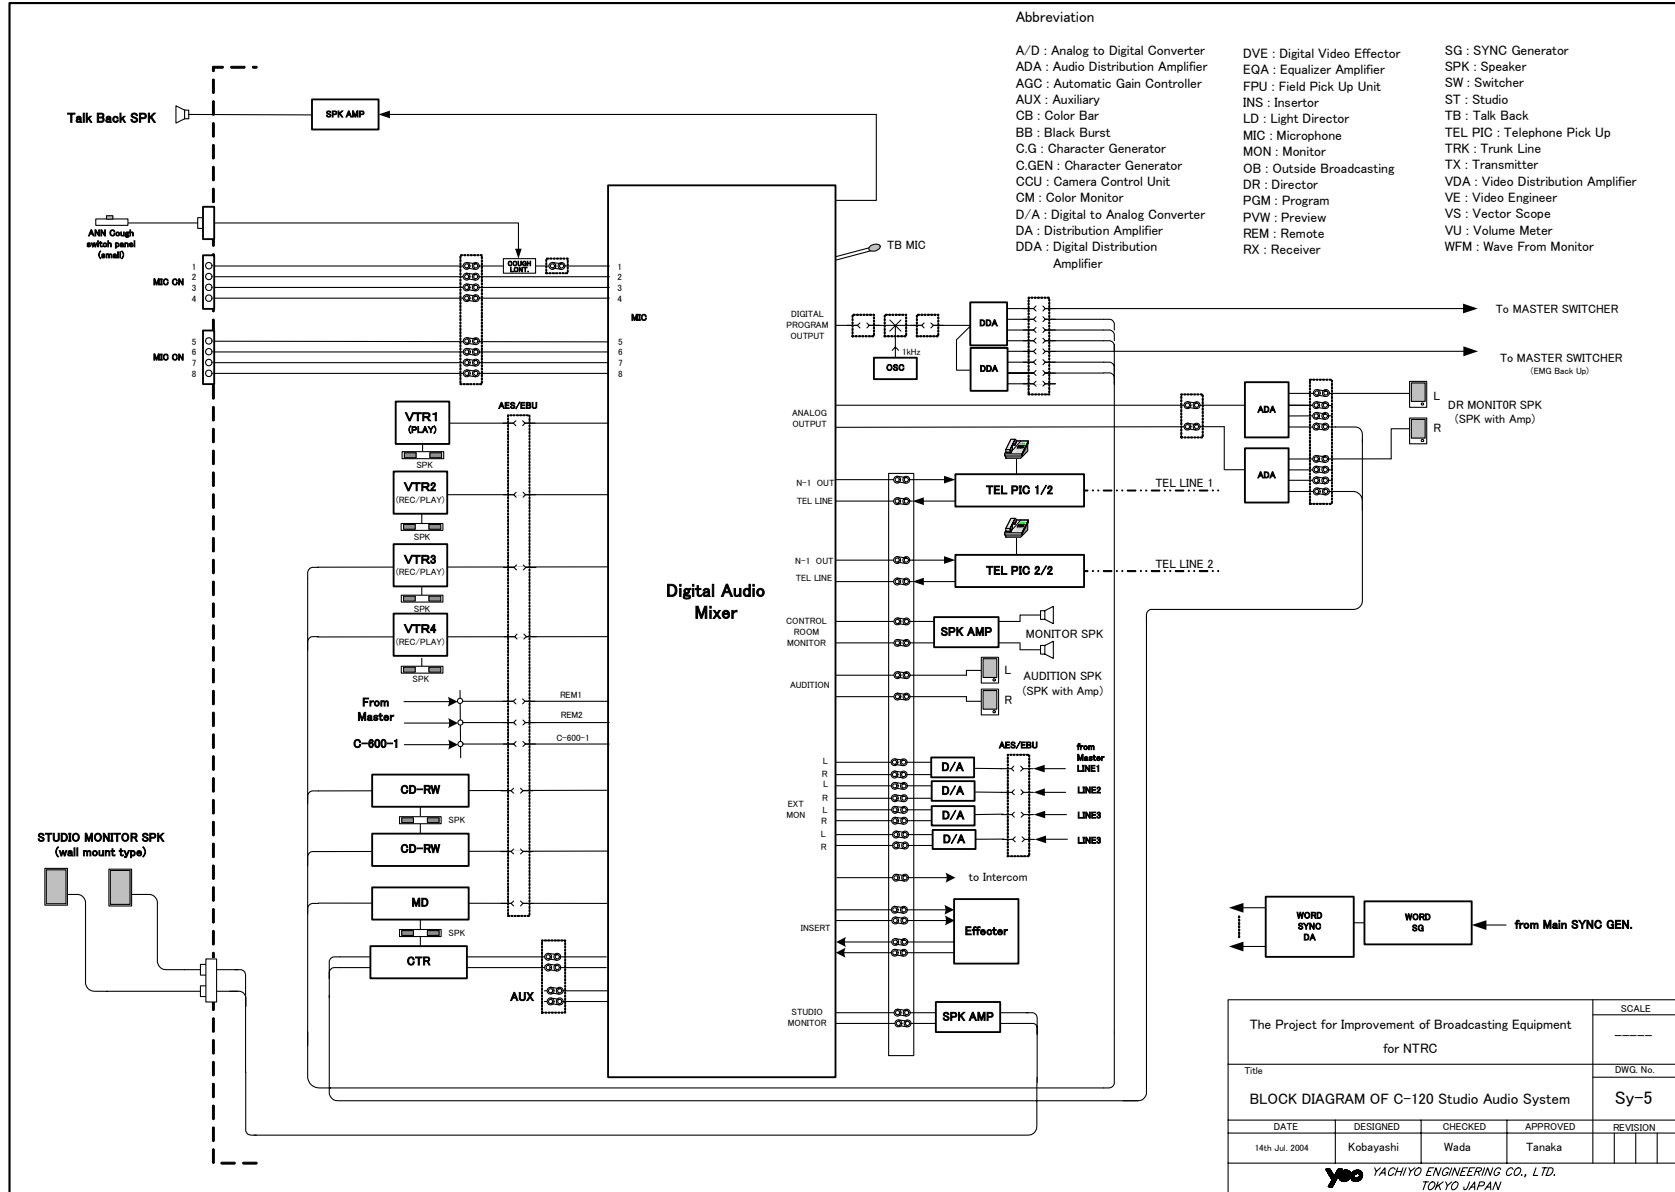 Abbreviation
A/D : Analog to Digital Converter
ADA : Audio Distribution Amplifier
AGC : Automatic Gain Controller
AUX : Auxiliary
CB : Color Bar
BB : Black Burst
C.G : Character Generator
C.GEN : Character Generator
CCU : Camera Control Unit
CM : Color Monitor
D/A : Digital to Analog Converter
DA : Distribution Amplifier
DDA : Digital Distribution
Amplifier
DVE : Digital Video Effector
EQA : Equalizer Amplifier
FPU : Field Pick Up Unit
INS : Insertor
LD : Light Director
MIC : Microphone
MON : Monitor
OB : Outside Broadcasting
DR : Director
PGM : Program
PVW : Preview
REM : Remote
RX : Receiver
SG : SYNC Generator
SPK : Speaker
SW : Switcher
ST : Studio
TB : Talk Back
TEL PIC : Telephone Pick Up
TRK : Trunk Line
TX : Transmitter
VDA : Video Distribution Amplifier
VE : Video Engineer
VS : Vector Scope
VU : Volume Meter
WFM : Wave From Monitor
Talk Back SPK
SPK AMP
ANN Cough
switch panel
(small)
COUGH
LONT.
MIC CN
1
2
3
4
1
2
3
4
MIC
MIC CN
5
6
7
8
5
6
7
8
AES/EBU
VTR1
(PLAY)
SPK
VTR2
(REC/PLAY)
SPK
VTR3
(REC/PLAY)
SPK
VTR4
(REC/PLAY)
SPK
From
Master
REM1
REM2
C-600-1
C-600-1
CD-RW
SPK
CD-RW
MD
SPK
CTR
AUX
STUDIO MONITOR SPK
(wall mount type)
Digital Audio
Mixer
TB MIC
DIGITAL
PROGRAM
OUTPUT
1kHz
OSC
DDA
DDA
To MASTER SWITCHER
To MASTER SWITCHER
(EMG Back Up)
ANALOG
OUTPUT
ADA
ADA
L
R
DR MONITOR SPK
(SPK with Amp)
N-1 OUT
TEL LINE
TEL PIC 1/2
TEL LINE 1
N-1 OUT
TEL LINE
TEL PIC 2/2
TEL LINE 2
CONTROL
ROOM
MONITOR
SPK AMP
MONITOR SPK
AUDITION
L
R
AUDITION SPK
(SPK with Amp)
EXT
MON
L
R
L
R
L
R
L
R
D/A
D/A
D/A
D/A
AES/EBU
from
Master
LINE1
LINE2
LINE3
LINE3
to Intercom
INSERT
Effecter
STUDIO
MONITOR
SPK AMP
WORD
SYNC
DA
WORD
SG
from Main SYNC GEN.
The Project for Improvement of Broadcasting Equipment
for NTRC
SCALE
-----
Title
BLOCK DIAGRAM OF C-120 Studio Audio System
DWG. No.
Sy-5
DATE
DESIGNED
CHECKED
APPROVED
REVISION
14th Jul. 2004
Kobayashi
Wada
Tanaka
yec YACHIYO ENGINEERING CO., LTD.
TOKYO JAPAN